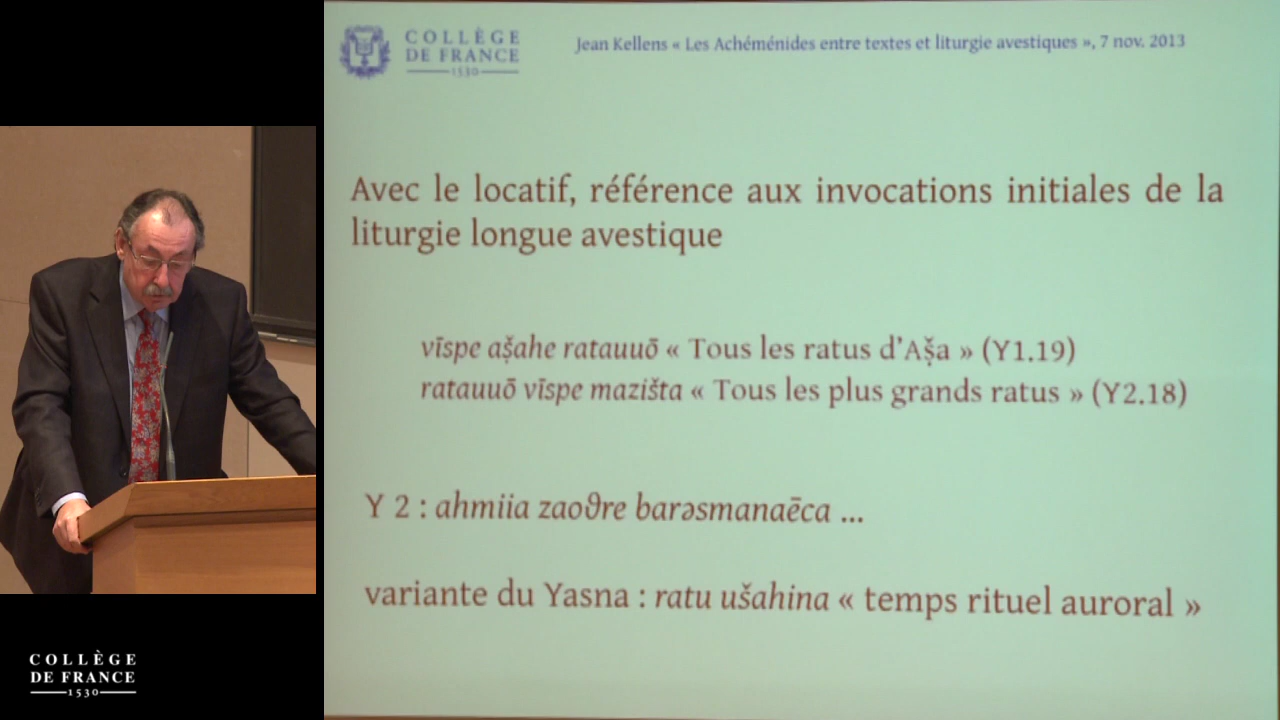 COLLÈGE
DE FRANCE
1530
Jean Kellens « Les Achéménides entre textes et liturgie avestiques », 7 nov. 2013
Avec le locatif, référence aux invocations initiales de la
liturgie longue avestique
vīspe aṣ̌ahe ratauuō « Tous les ratus d’Aṣ̌a » (Y1.19)
ratauuō vīspe mazišta « Tous les plus grands ratus » (Y2.18)
Y 2 : ahmiia zaoϑre barəsmanaēca ...
variante du Yasna : ratu ušahina « temps rituel auroral »
COLLÈGE
DE FRANCE
1530